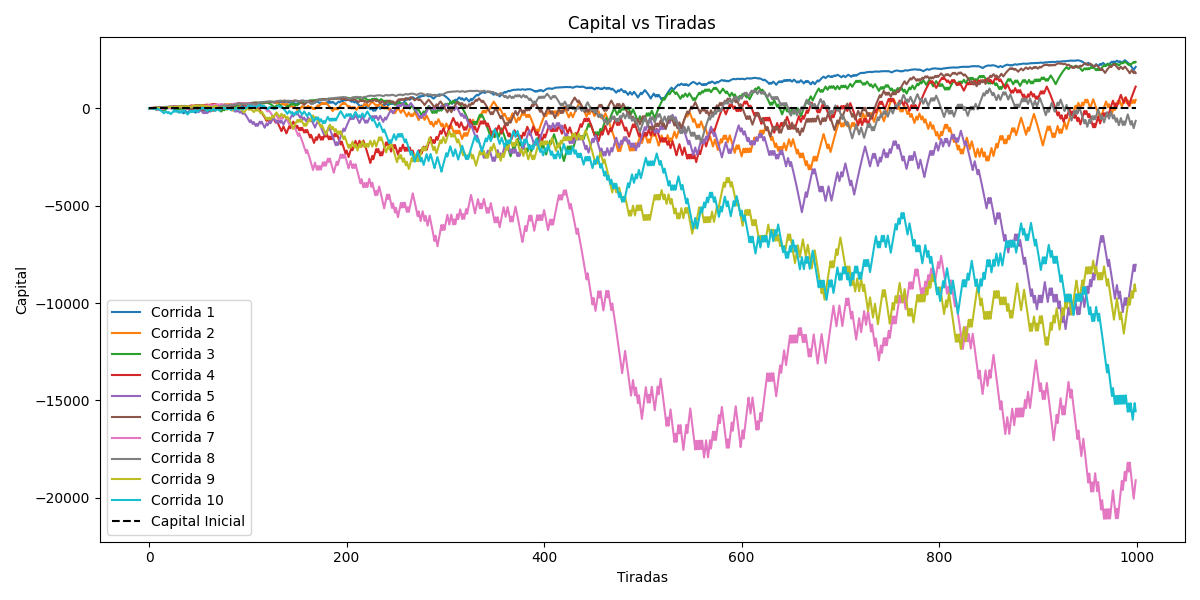 Capital vs Tiradas
Capital
0
−5000
−10000
−15000
−20000
Corrida 1
Corrida 2
Corrida 3
Corrida 4
Corrida 5
Corrida 6
Corrida 7
Corrida 8
Corrida 9
Corrida 10
Capital Inicial
0 200 400 600 800 1000
Tiradas